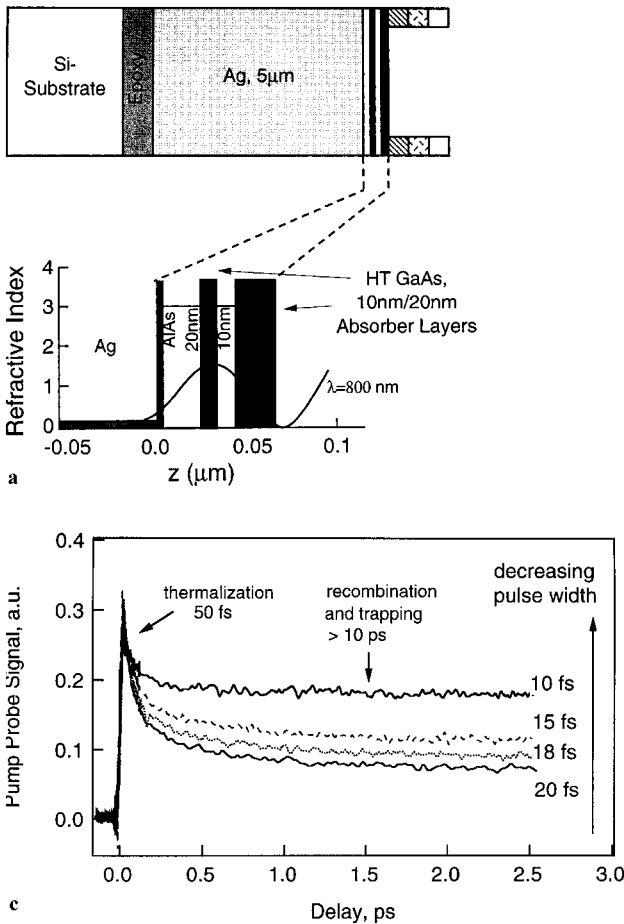 Si-
Substrate
Epoxy
Ag, 5μm
Refractive Index
4
3
2
1
0
Ag
AlAs
20nm
10nm
HT GaAs,
10nm/20nm
Absorber Layers
λ=800 nm
-0.05
0.0
0.05
0.1
z (μm)
a
Pump Probe Signal, a.u.
0.4
0.3
0.2
0.1
0.0
thermalization
50 fs
recombination
and trapping
> 10 ps
decreasing
pulse width
10 fs
15 fs
18 fs
20 fs
0.0
0.5
1.0
1.5
2.0
2.5
3.0
Delay, ps
c